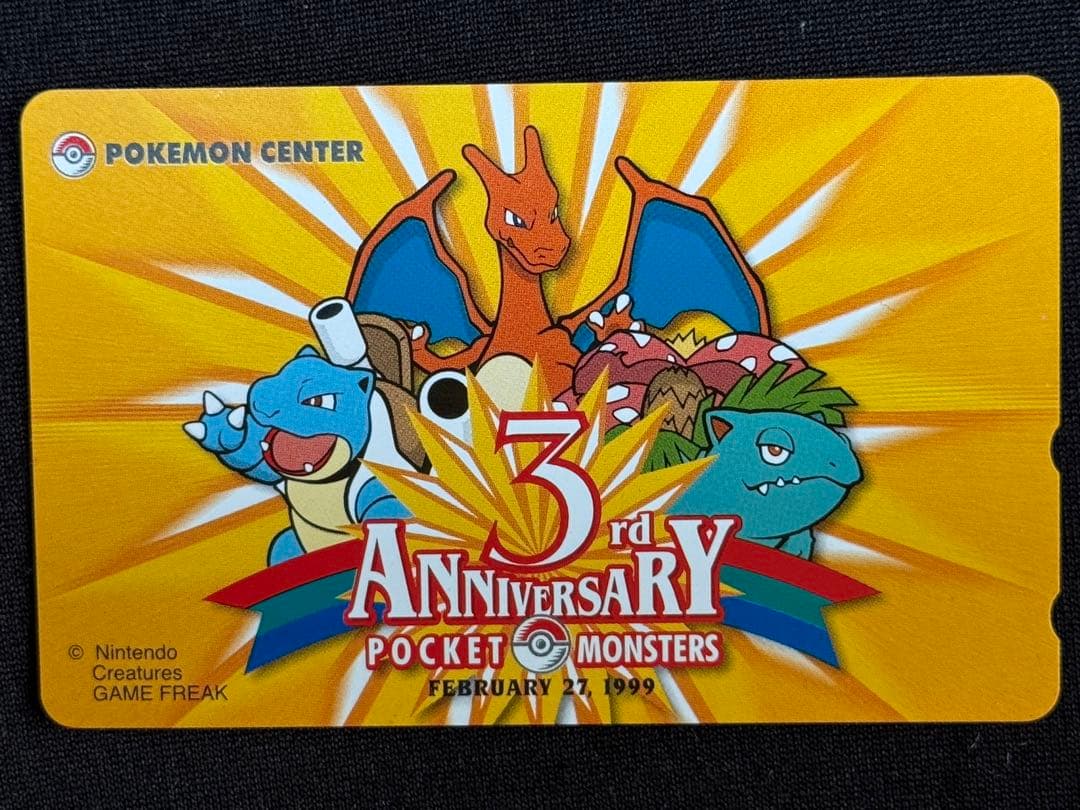 POKEMON CENTER
3rd
ANNIVERSARY
POCKET MONSTERS
FEBRUARY 27, 1999
© Nintendo
Creatures
GAME FREAK